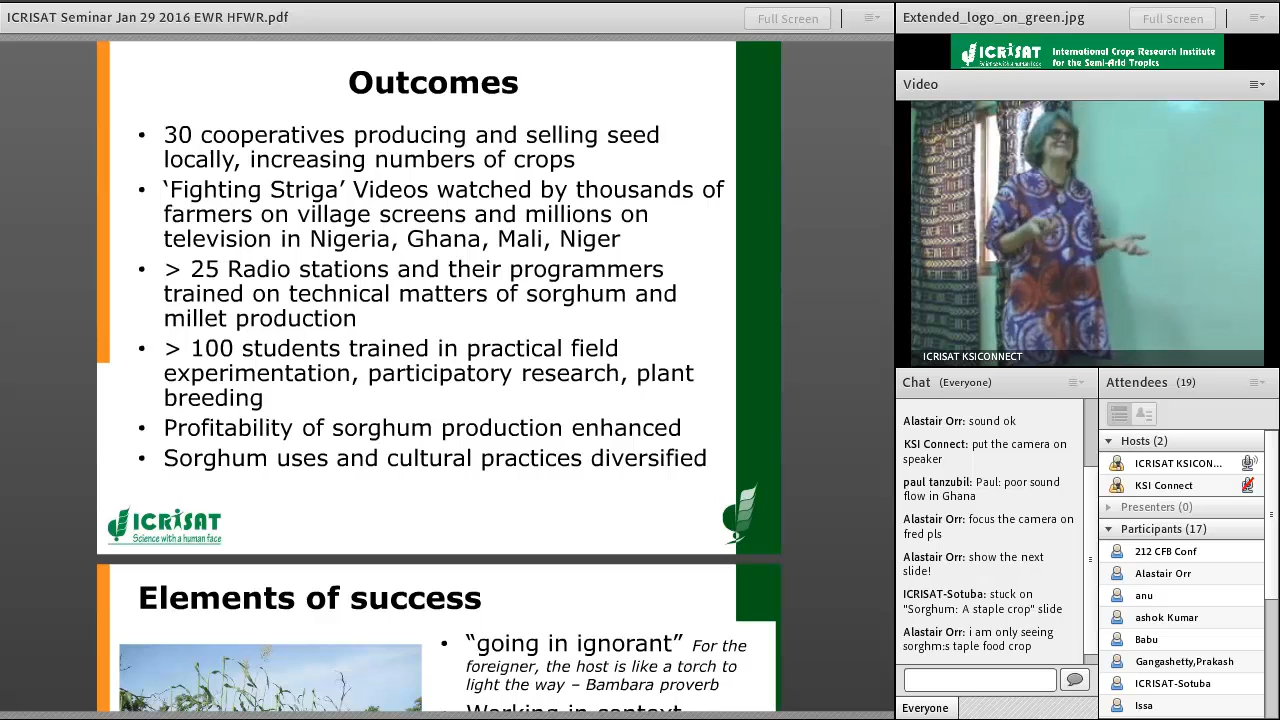 ICRISAT Seminar Jan 29 2016 EWR HFWR.pdf
Full Screen
Outcomes
• 30 cooperatives producing and selling seed
locally, increasing numbers of crops
• ‘Fighting Striga’ Videos watched by thousands of
farmers on village screens and millions on
television in Nigeria, Ghana, Mali, Niger
• > 25 Radio stations and their programmers
trained on technical matters of sorghum and
millet production
• > 100 students trained in practical field
experimentation, participatory research, plant
breeding
• Profitability of sorghum production enhanced
• Sorghum uses and cultural practices diversified
ICRISAT
Science with a human face
Elements of success
• “going in ignorant” For the
foreigner, the host is like a torch to
light the way – Bambara proverb
Working in context
Extended_logo_on_green.jpg
Full Screen
ICRISAT
Science with a human face
International Crops Research Institute
for the Semi-Arid Tropics
Video
ICRISAT KSICONNECT
Chat (Everyone)
Alastair Orr: sound ok
KSI Connect: put the camera on
speaker
paul tanzubil: Paul: poor sound
flow in Ghana
Alastair Orr: focus the camera on
fred pls
Alastair Orr: show the next
slide!
ICRISAT-Sotuba: stuck on
"Sorghum: A staple crop" slide
Alastair Orr: i am only seeing
sorghm:s taple food crop
Everyone
Attendees (19)
Hosts (2)
ICRISAT KSICON...
KSI Connect
Presenters (0)
Participants (17)
212 CFB Conf
Alastair Orr
anu
ashok Kumar
Babu
Gangashetty,Prakash
ICRISAT-Sotuba
Issa